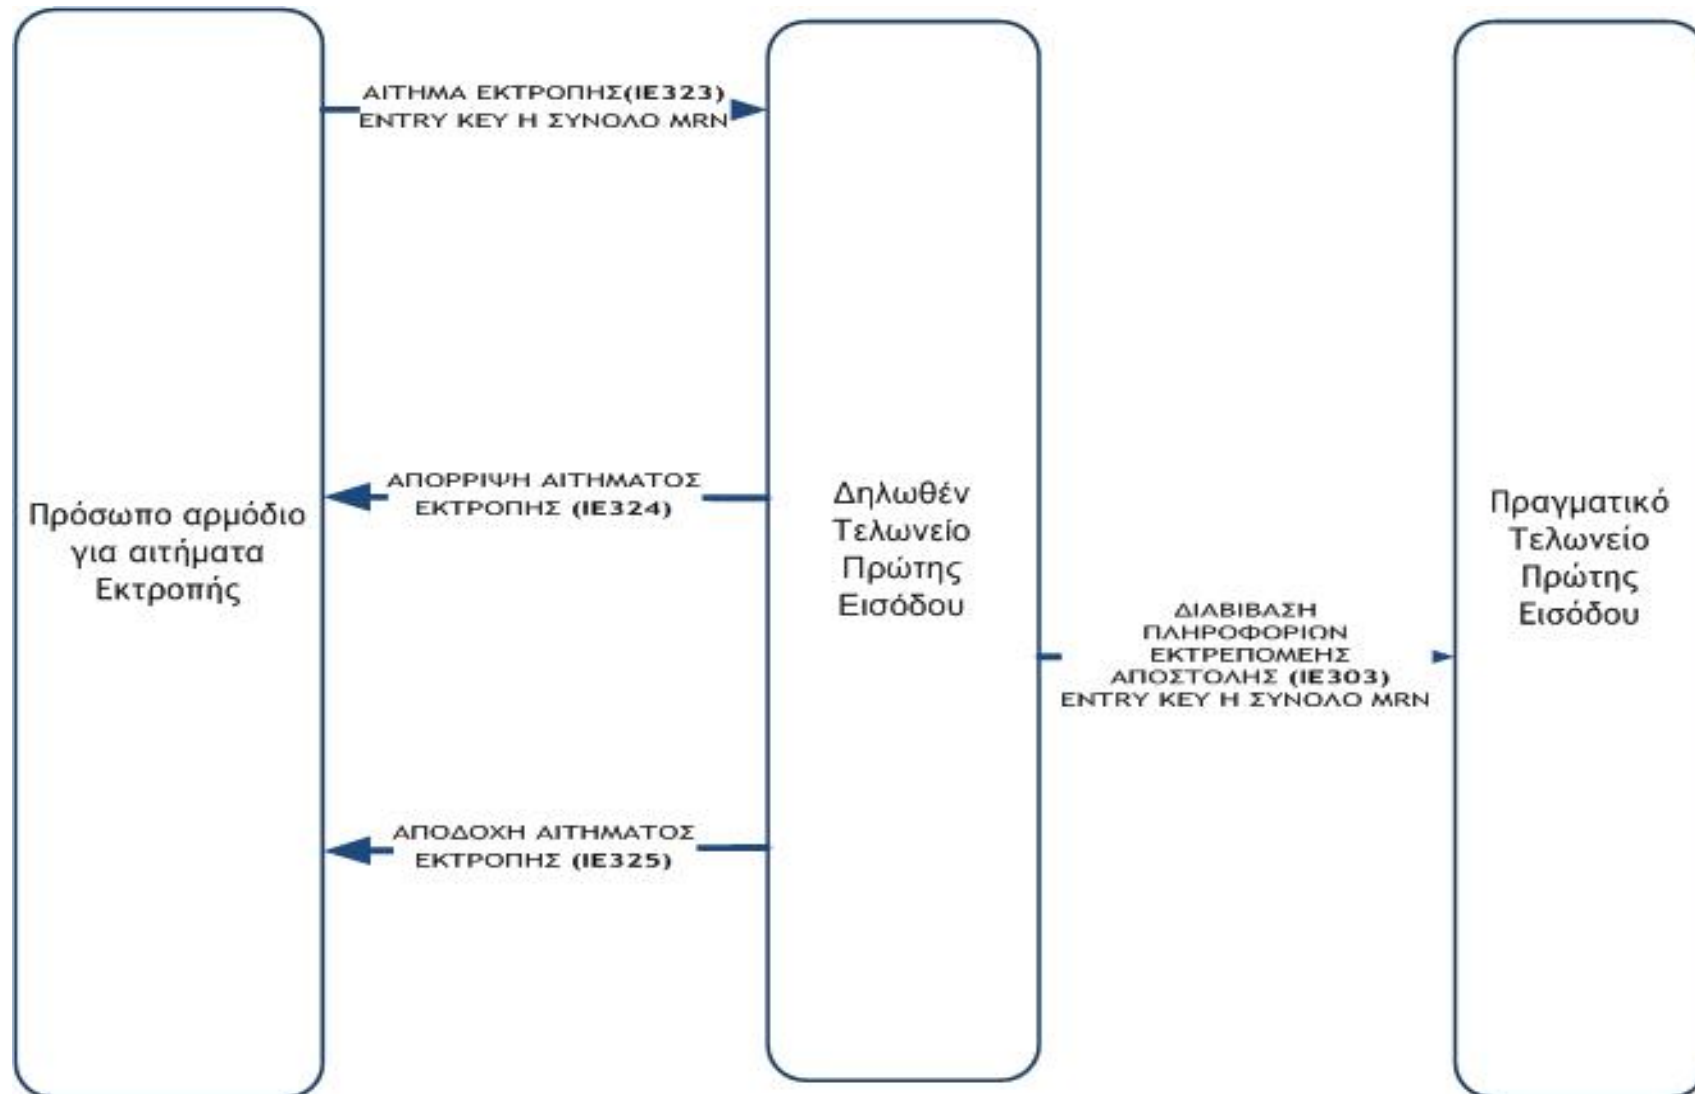 ΑΙΤΗΜΑ ΕΚΤΡΟΠΗΣ(IE323)
ENTRY KEY Η ΣΥΝΟΛΟ MRN
ΑΠΟΡΡΙΨΗ ΑΙΤΗΜΑΤΟΣ
ΕΚΤΡΟΠΗΣ (IE324)
Πρόσωπο αρμόδιο
για αιτήματα
Εκτροπής
Δηλωθέν
Τελωνείο
Πρώτης
Εισόδου
Πραγματικό
Τελωνείο
Πρώτης
Εισόδου
ΔΙΑΒΙΒΑΣΗ
ΠΛΗΡΟΦΟΡΙΩΝ
ΕΚΤΡΕΠΟΜΕΗΣ
ΑΠΟΣΤΟΛΗΣ (IE303)
ENTRY KEY Η ΣΥΝΟΛΟ MRN
ΑΠΟΔΟΧΗ ΑΙΤΗΜΑΤΟΣ
ΕΚΤΡΟΠΗΣ (IE325)